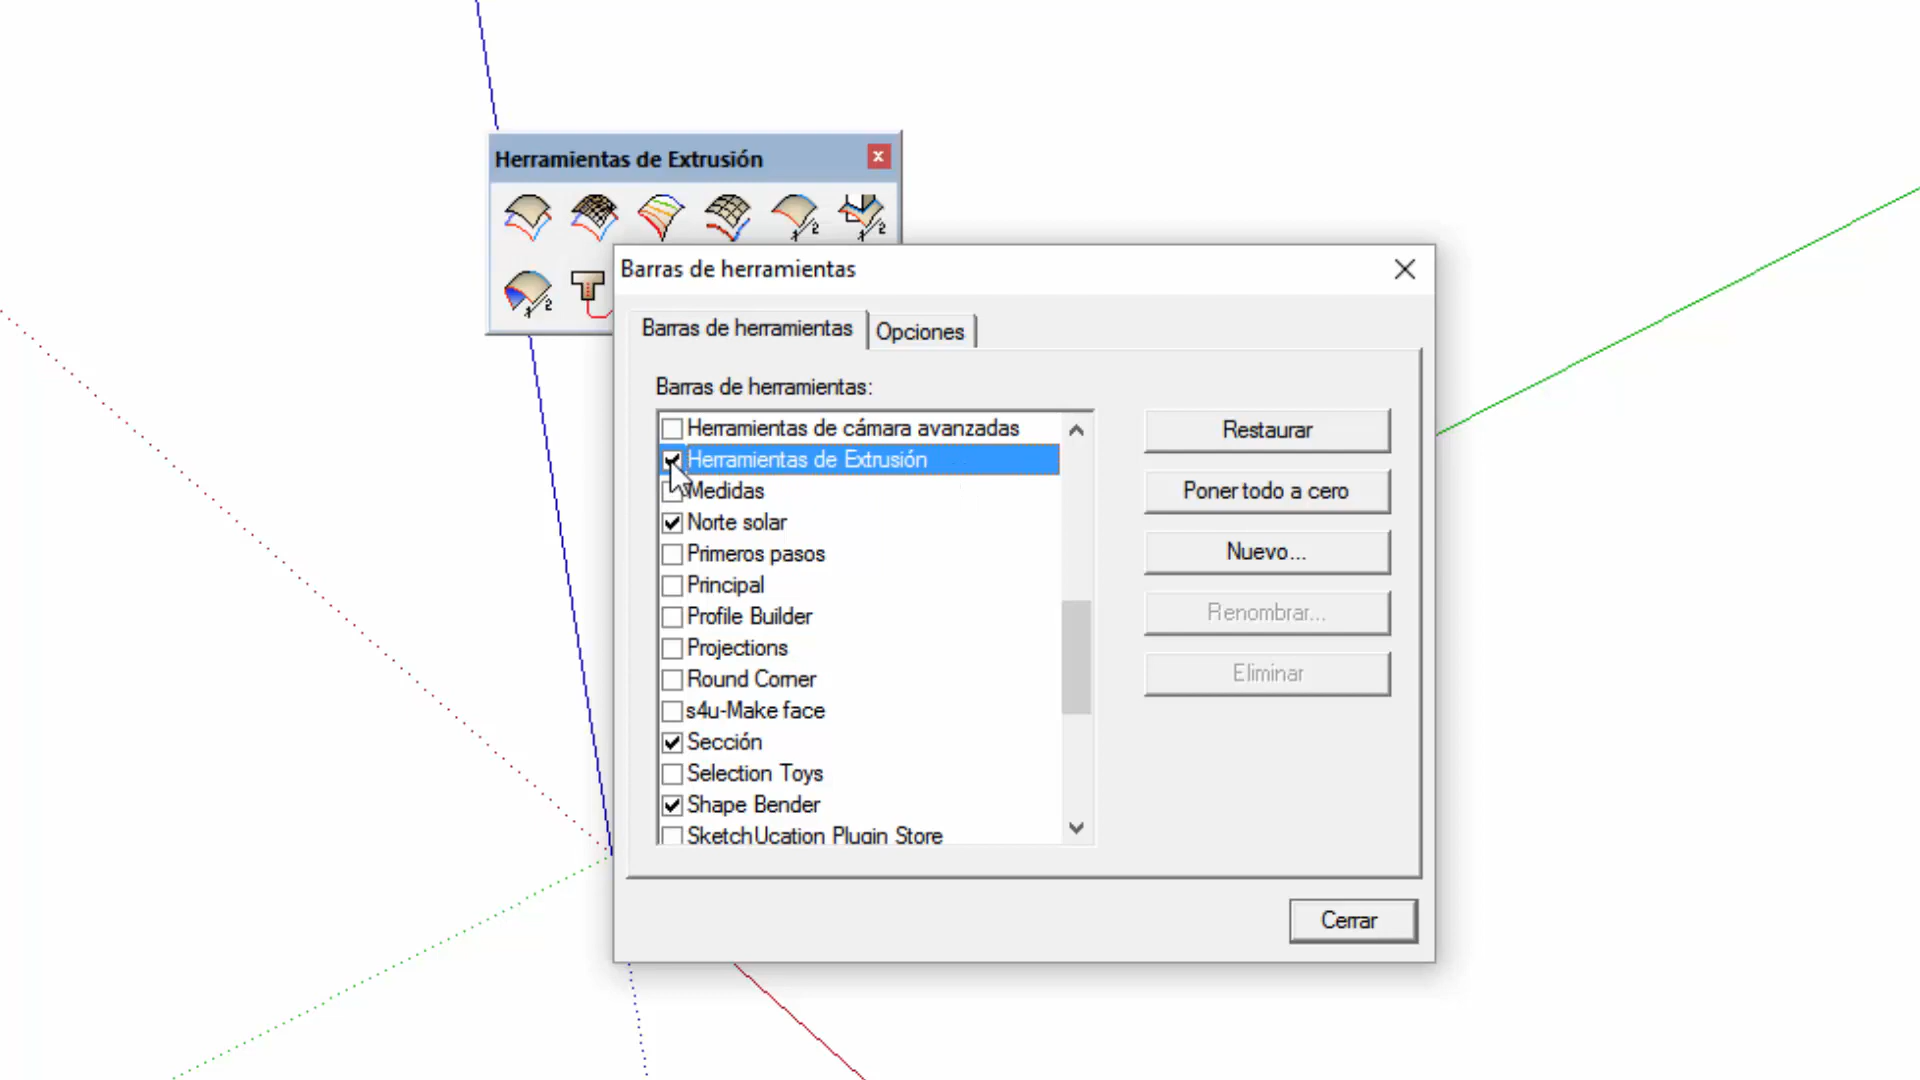 Herramientas de Extrusión
Barras de herramientas
Barras de herramientas
Opciones
Barras de herramientas:
Herramientas de cámara avanzadas
Herramientas de Extrusión
Medidas
Norte solar
Primeros pasos
Principal
Profile Builder
Projections
Round Corner
s4u-Make face
Sección
Selection Toys
Shape Bender
SketchUcation Plugin Store
Restaurar
Poner todo a cero
Nuevo...
Renombrar...
Eliminar
Cerrar